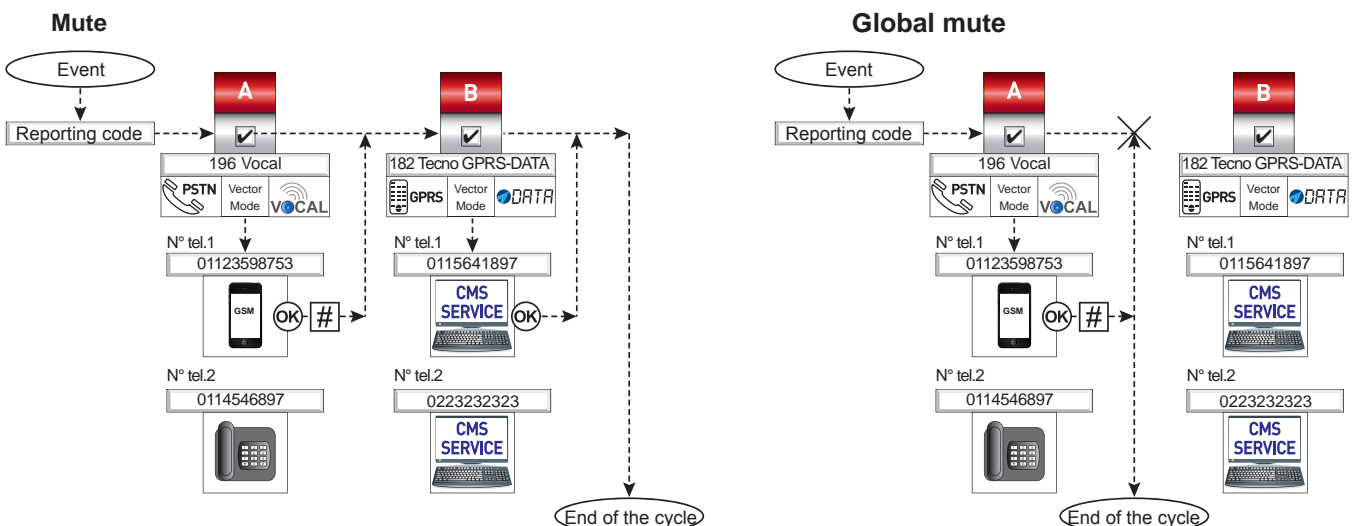 Mute
Event
Reporting code
A
✔
196 Vocal
PSTN
Vector
Mode
VOCAL
N° tel.1
01123598753
GSM
OK
#
N° tel.2
0114546897
B
✔
182 Tecno GPRS-DATA
GPRS
Vector
Mode
DATA
N° tel.1
0115641897
CMS
SERVICE
OK
N° tel.2
0223232323
CMS
SERVICE
End of the cycle
Global mute
Event
Reporting code
A
✔
196 Vocal
PSTN
Vector
Mode
VOCAL
N° tel.1
01123598753
GSM
OK
#
N° tel.2
0114546897
B
✔
182 Tecno GPRS-DATA
GPRS
Vector
Mode
DATA
N° tel.1
0115641897
CMS
SERVICE
N° tel.2
0223232323
CMS
SERVICE
End of the cycle